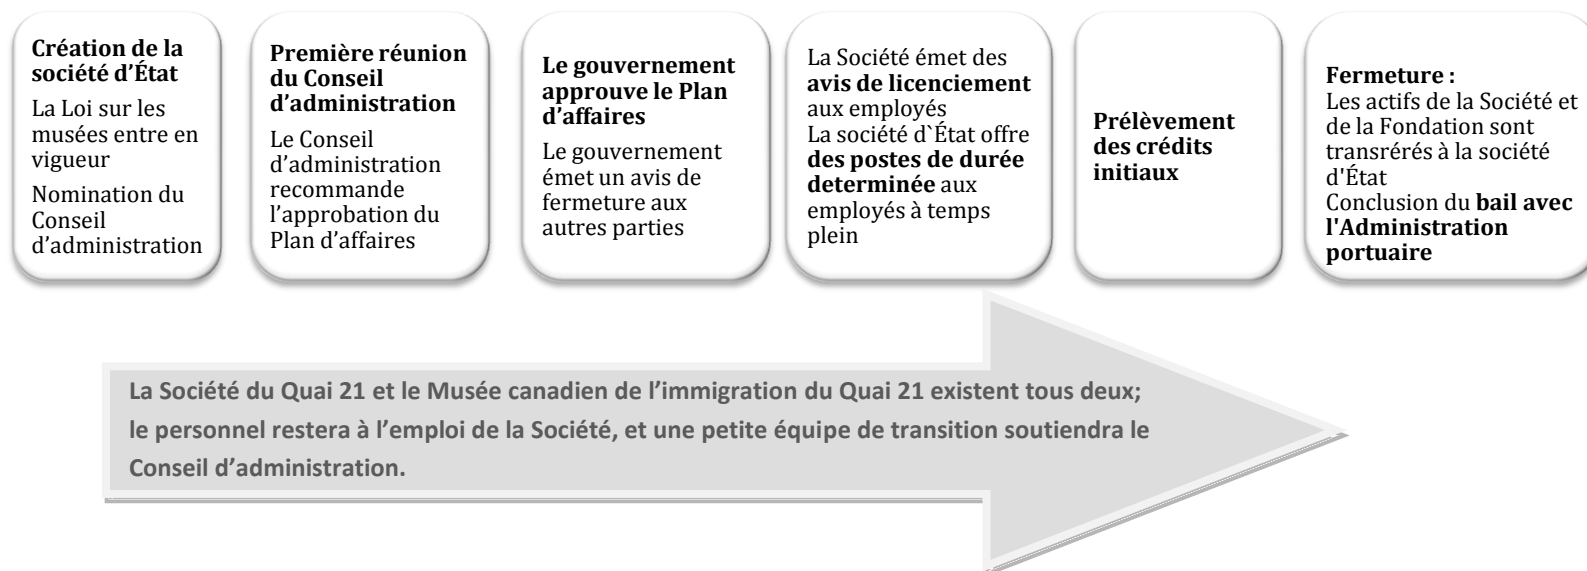 Création de la
société d’État
La Loi sur les
musées entre en
vigueur
Nomination du
Conseil
d’administration
Première réunion
du Conseil
d’administration
Le Conseil
d’administration
recommande
l’approbation du
Plan d’affaires
Le gouvernement
approuve le Plan
d’affaires
Le gouvernement
émet un avis de
fermeture aux
autres parties
La Société émet des
avis de licenciement
aux employés
La société d`État offre
des postes de durée
determinée aux
employés à temps
plein
Prélèvement
des crédits
initiaux
Fermeture :
Les actifs de la Société et
de la Fondation sont
transrérés à la société
d'État
Conclusion du bail avec
l'Administration
portuaire
La Société du Quai 21 et le Musée canadien de l’immigration du Quai 21 existent tous deux;
le personnel restera à l’emploi de la Société, et une petite équipe de transition soutiendra le
Conseil d’administration.